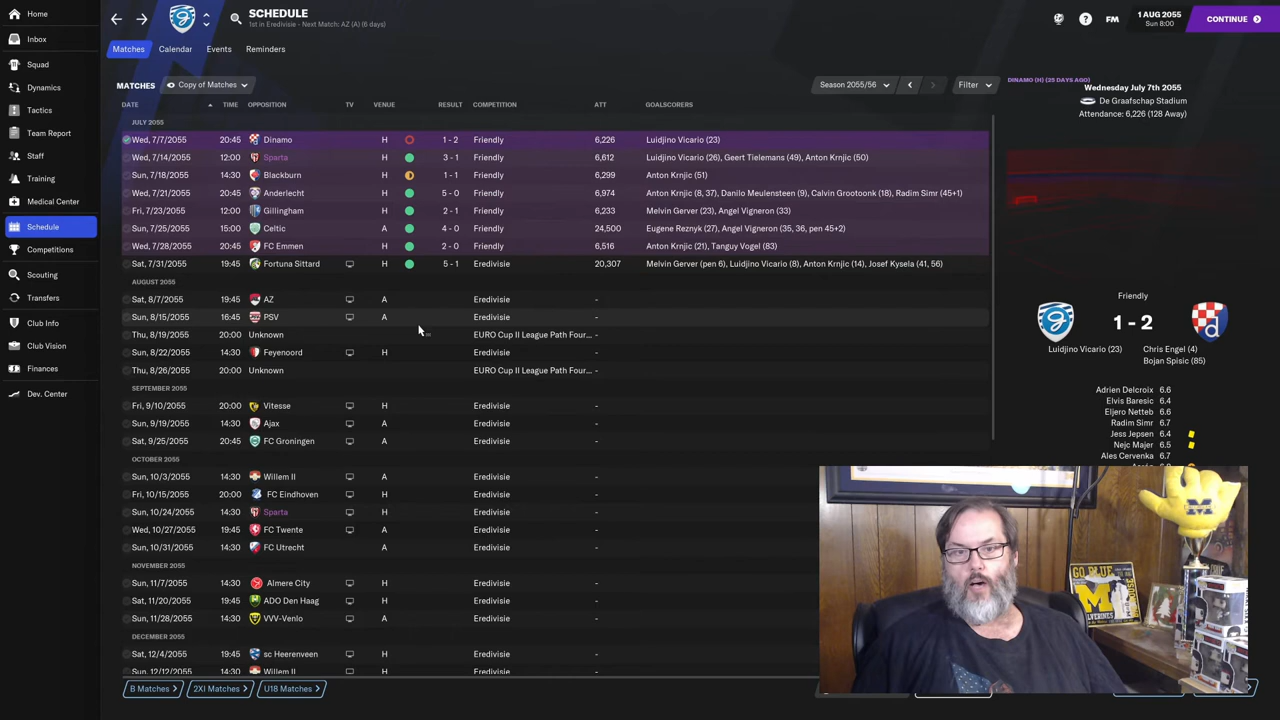 Home
Inbox
Squad
Dynamics
Tactics
Team Report
Staff
Training
Medical Center
Schedule
Competitions
Scouting
Transfers
Club Info
Club Vision
Finances
Dev. Center
SCHEDULE
1st in Eredivisie - Next Match: AZ (A) (6 days)
FM
1 AUG 2055
Sun 8:00
CONTINUE
Matches Calendar Events Reminders
MATCHES Copy of Matches Season 2055/56 Filter
DATE TIME OPPOSITION TV VENUE RESULT COMPETITION ATT GOALSCORERS
JULY 2055
Wed, 7/7/2055 20:45 Dinamo H 1 - 2 Friendly 6,226 Luidjino Vicario (23)
Wed, 7/14/2055 12:00 Sparta H 3 - 1 Friendly 6,612 Luidjino Vicario (26), Geert Tielemans (49), Anton Krnjic (50)
Sun, 7/18/2055 14:30 Blackburn H 1 - 1 Friendly 6,299 Anton Krnjic (51)
Wed, 7/21/2055 20:45 Anderlecht H 5 - 0 Friendly 6,974 Anton Krnjic (8, 37), Danilo Meulensteen (9), Calvin Grootoonk (18), Radim Simr (45+1)
Fri, 7/23/2055 12:00 Gillingham H 2 - 1 Friendly 6,233 Melvin Gerver (23), Angel Vigneron (33)
Sun, 7/25/2055 15:00 Celtic A 4 - 0 Friendly 24,500 Eugene Reznyk (27), Angel Vigneron (35, 36, pen 45+2)
Wed, 7/28/2055 20:45 FC Emmen H 2 - 0 Friendly 6,516 Anton Krnjic (21), Tanguy Vogel (83)
Sat, 7/31/2055 19:45 Fortuna Sittard H 5 - 1 Eredivisie 20,307 Melvin Gerver (pen 6), Luidjino Vicario (8), Anton Krnjic (14), Josef Kysela (41, 56)
AUGUST 2055
Sat, 8/7/2055 19:45 AZ A Eredivisie -
Sun, 8/15/2055 16:45 PSV A Eredivisie -
Thu, 8/19/2055 20:00 Unknown EURO Cup II League Path Four... -
Sun, 8/22/2055 14:30 Feyenoord H Eredivisie -
Thu, 8/26/2055 20:00 Unknown EURO Cup II League Path Four... -
SEPTEMBER 2055
Fri, 9/10/2055 20:00 Vitesse H Eredivisie -
Sun, 9/19/2055 14:30 Ajax A Eredivisie -
Sat, 9/25/2055 20:45 FC Groningen A Eredivisie -
OCTOBER 2055
Sun, 10/3/2055 14:30 Willem II A Eredivisie -
Fri, 10/15/2055 20:00 FC Eindhoven H Eredivisie -
Sun, 10/24/2055 14:30 Sparta H Eredivisie -
Wed, 10/27/2055 19:45 FC Twente A Eredivisie -
Sun, 10/31/2055 14:30 FC Utrecht A Eredivisie -
NOVEMBER 2055
Sun, 11/7/2055 14:30 Almere City H Eredivisie -
Sat, 11/20/2055 19:45 ADO Den Haag H Eredivisie -
Sun, 11/28/2055 14:30 VVV-Venlo A Eredivisie -
DECEMBER 2055
Sat, 12/4/2055 19:45 sc Heerenveen H Eredivisie -
Sun, 12/12/2055 14:30 Willem II H Eredivisie -
B Matches 2XI Matches U18 Matches
DINAMO (H) (25 DAYS AGO)
Wednesday July 7th 2055
De Graafschap Stadium
Attendance: 6,226 (128 Away)
Friendly
1 - 2
Luidjino Vicario (23) Chris Engel (4)
Bojan Spisic (85)
Adrien Delcroix 6.6
Elvis Baresic 6.4
Eljero Netteb 6.6
Radim Simr 6.7
Jess Jepsen 6.4
Nejc Majer 6.5
Ales Cervenka 6.7
GO BLUE
M
WOLVERINES
M